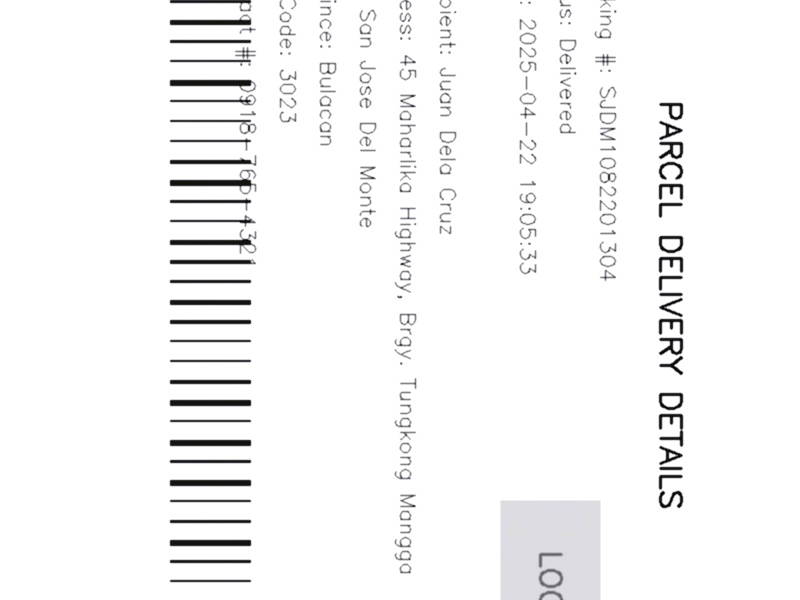 PARCEL DELIVERY DETAILS
king #: SJDM1082201304
us: Delivered
: 2025-04-22 19:05:33
LOG
pient: Juan Dela Cruz
ess: 45 Maharlika Highway, Brgy. Tungkong Mangga
San Jose Del Monte
ince: Bulacan
Code: 3023
act #: 0918-765-4321